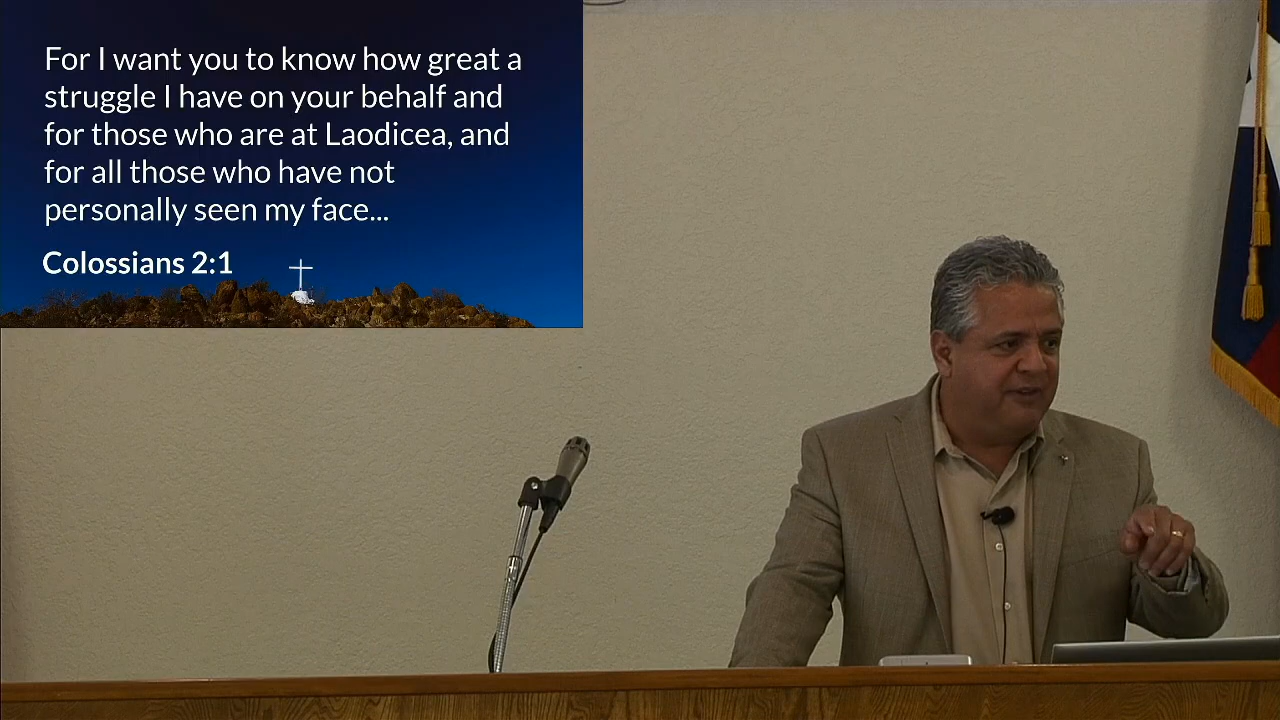 For I want you to know how great a
struggle I have on your behalf and
for those who are at Laodicea, and
for all those who have not
personally seen my face...
Colossians 2:1